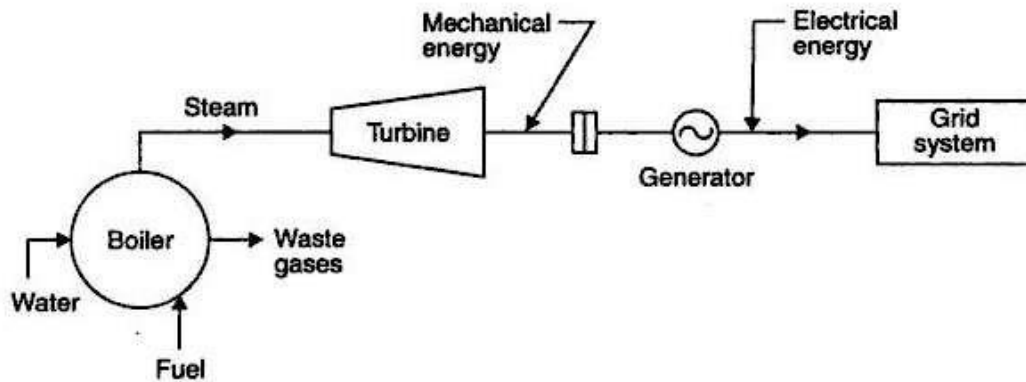 Mechanical
energy
Electrical
energy
Steam
Turbine
Grid
system
Generator
Boiler
Waste
gases
Water
Fuel